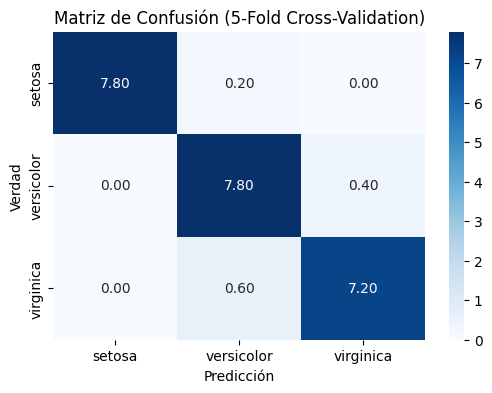 Matriz de Confusión (5-Fold Cross-Validation)
setosa
7.80 0.20 0.00
versicolor
0.00 7.80 0.40
virginica
0.00 0.60 7.20
Verdad
setosa versicolor virginica
Predicción
7
6
5
4
3
2
1
0